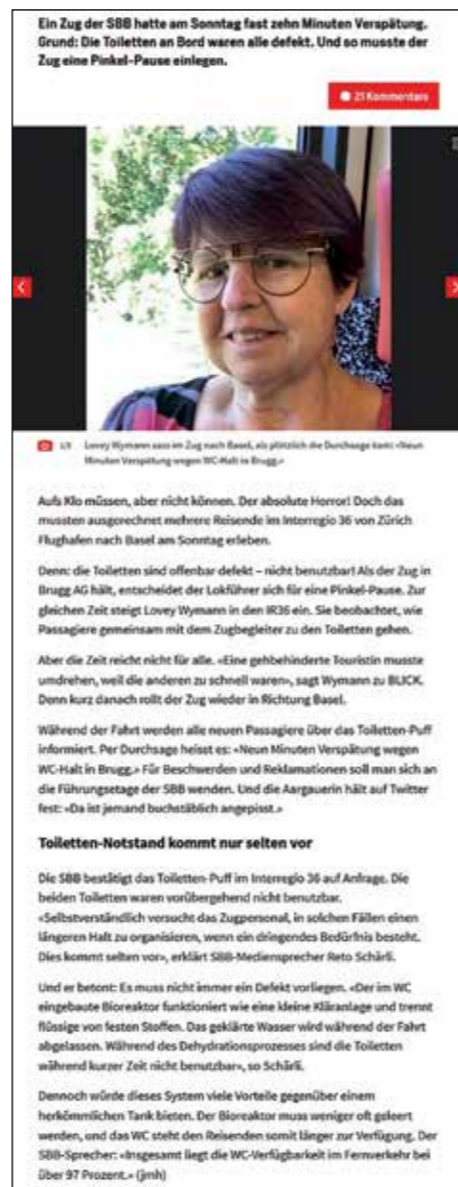 Ein Zug der SBB hatte am Sonntag fast zehn Minuten Verspätung.
Grund: Die Toiletten an Bord waren alle defekt. Und so musste der
Zug eine Pinkel-Pause einlegen.
21 Kommentare
1/8 Lovey Wymann sass im Zug nach Basel, als plötzlich die Durchsage kam: «Neun
Minuten Verspätung wegen WC-Halt in Brugg.»
Aufs Klo müssen, aber nicht können. Der absolute Horror! Doch das
mussten ausgerechnet mehrere Reisende im Interregio 36 von Zürich
Flughafen nach Basel am Sonntag erleben.
Denn: die Toiletten sind offenbar defekt – nicht benutzbar! Als der Zug in
Brugg AG hält, entscheidet der Lokführer sich für eine Pinkel-Pause. Zur
gleichen Zeit steigt Lovey Wymann in den IR36 ein. Sie beobachtet, wie
Passagiere gemeinsam mit dem Zugbegleiter zu den Toiletten gehen.
Aber die Zeit reicht nicht für alle. «Eine gehbehinderte Touristin musste
umdrehen, weil die anderen zu schnell waren», sagt Wymann zu BLICK.
Denn kurz danach rollt der Zug wieder in Richtung Basel.
Während der Fahrt werden alle neuen Passagiere über das Toiletten-Puff
informiert. Per Durchsage heisst es: «Neun Minuten Verspätung wegen
WC-Halt in Brugg.» Für Beschwerden und Reklamationen soll man sich an
die Führungsetage der SBB wenden. Und die Aargauerin hält auf Twitter
fest: «Da ist jemand buchstäblich angepisst.»
Toiletten-Notstand kommt nur selten vor
Die SBB bestätigt das Toiletten-Puff im Interregio 36 auf Anfrage. Die
beiden Toiletten waren vorübergehend nicht benutzbar.
«Selbstverständlich versucht das Zugpersonal, in solchen Fällen einen
längeren Halt zu organisieren, wenn ein dringendes Bedürfnis besteht.
Dies kommt selten vor», erklärt SBB-Mediensprecher Reto Schärli.
Und er betont: Es muss nicht immer ein Defekt vorliegen. «Der im WC
eingebaute Bioreaktor funktioniert wie eine kleine Kläranlage und trennt
flüssige von festen Stoffen. Das geklärte Wasser wird während der Fahrt
abgelassen. Während des Dehydrationsprozesses sind die Toiletten
während kurzer Zeit nicht benutzbar», so Schärli.
Dennoch würde dieses System viele Vorteile gegenüber einem
herkömmlichen Tank bieten. Der Bioreaktor muss weniger oft geleert
werden, und das WC steht den Reisenden somit länger zur Verfügung. Der
SBB-Sprecher: «Insgesamt liegt die WC-Verfügbarkeit im Fernverkehr bei
über 97 Prozent.» (jmh)